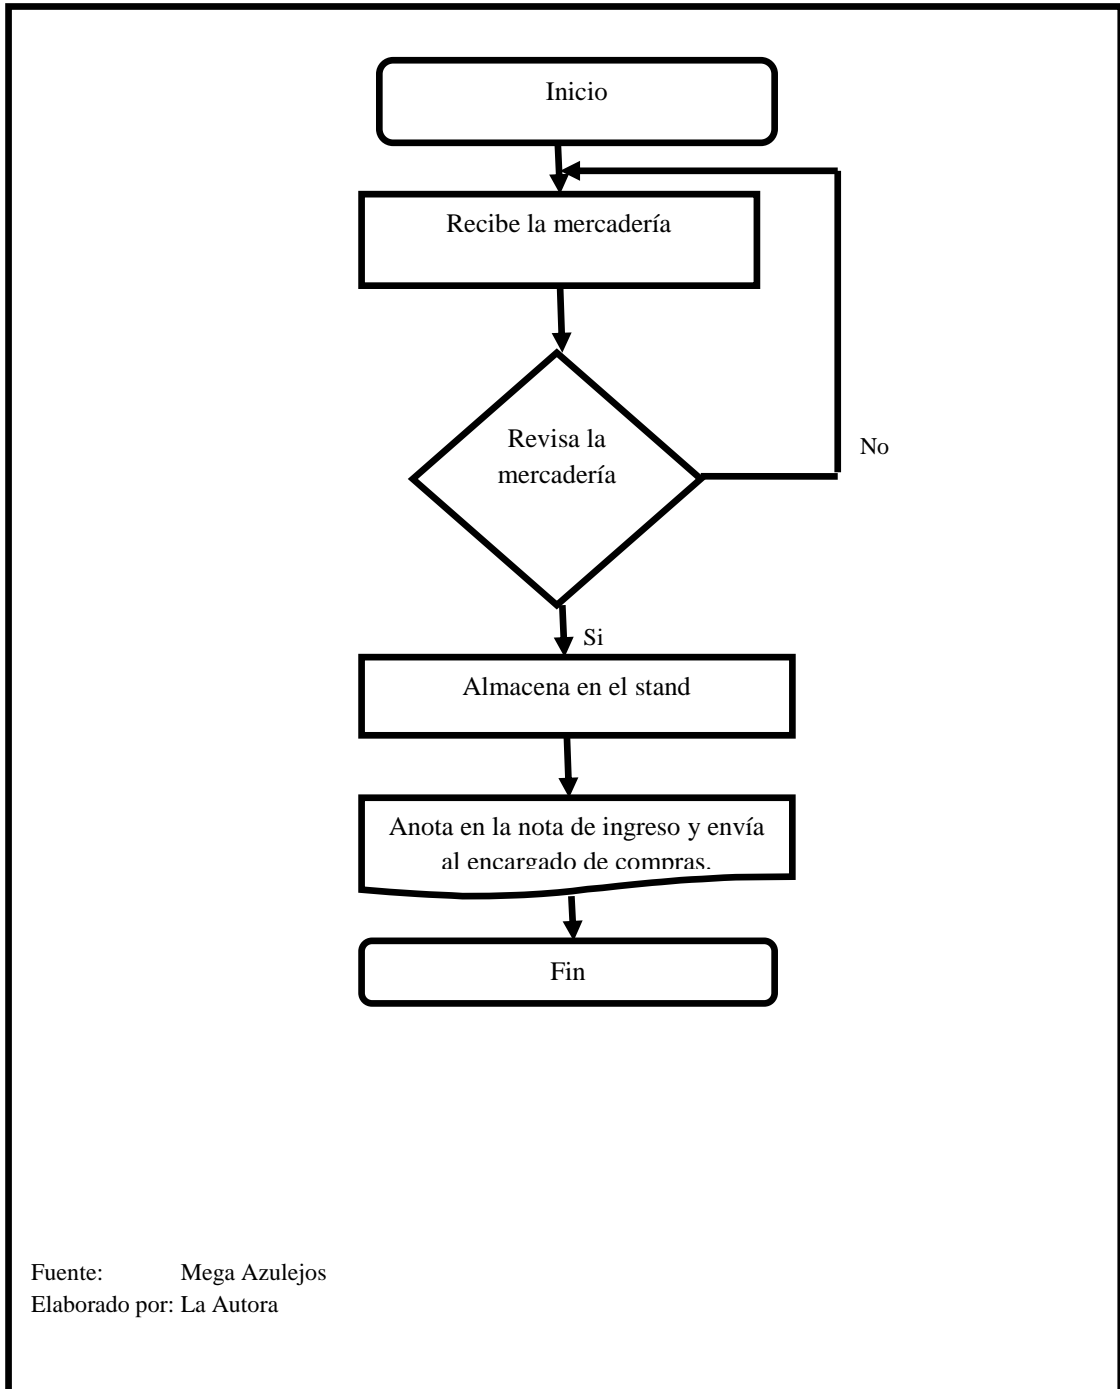 Inicio
Recibe la mercadería
Revisa la
mercadería
No
Si
Almacena en el stand
Anota en la nota de ingreso y envía
al encargado de compras.
Fin
Fuente: Mega Azulejos
Elaborado por: La Autora